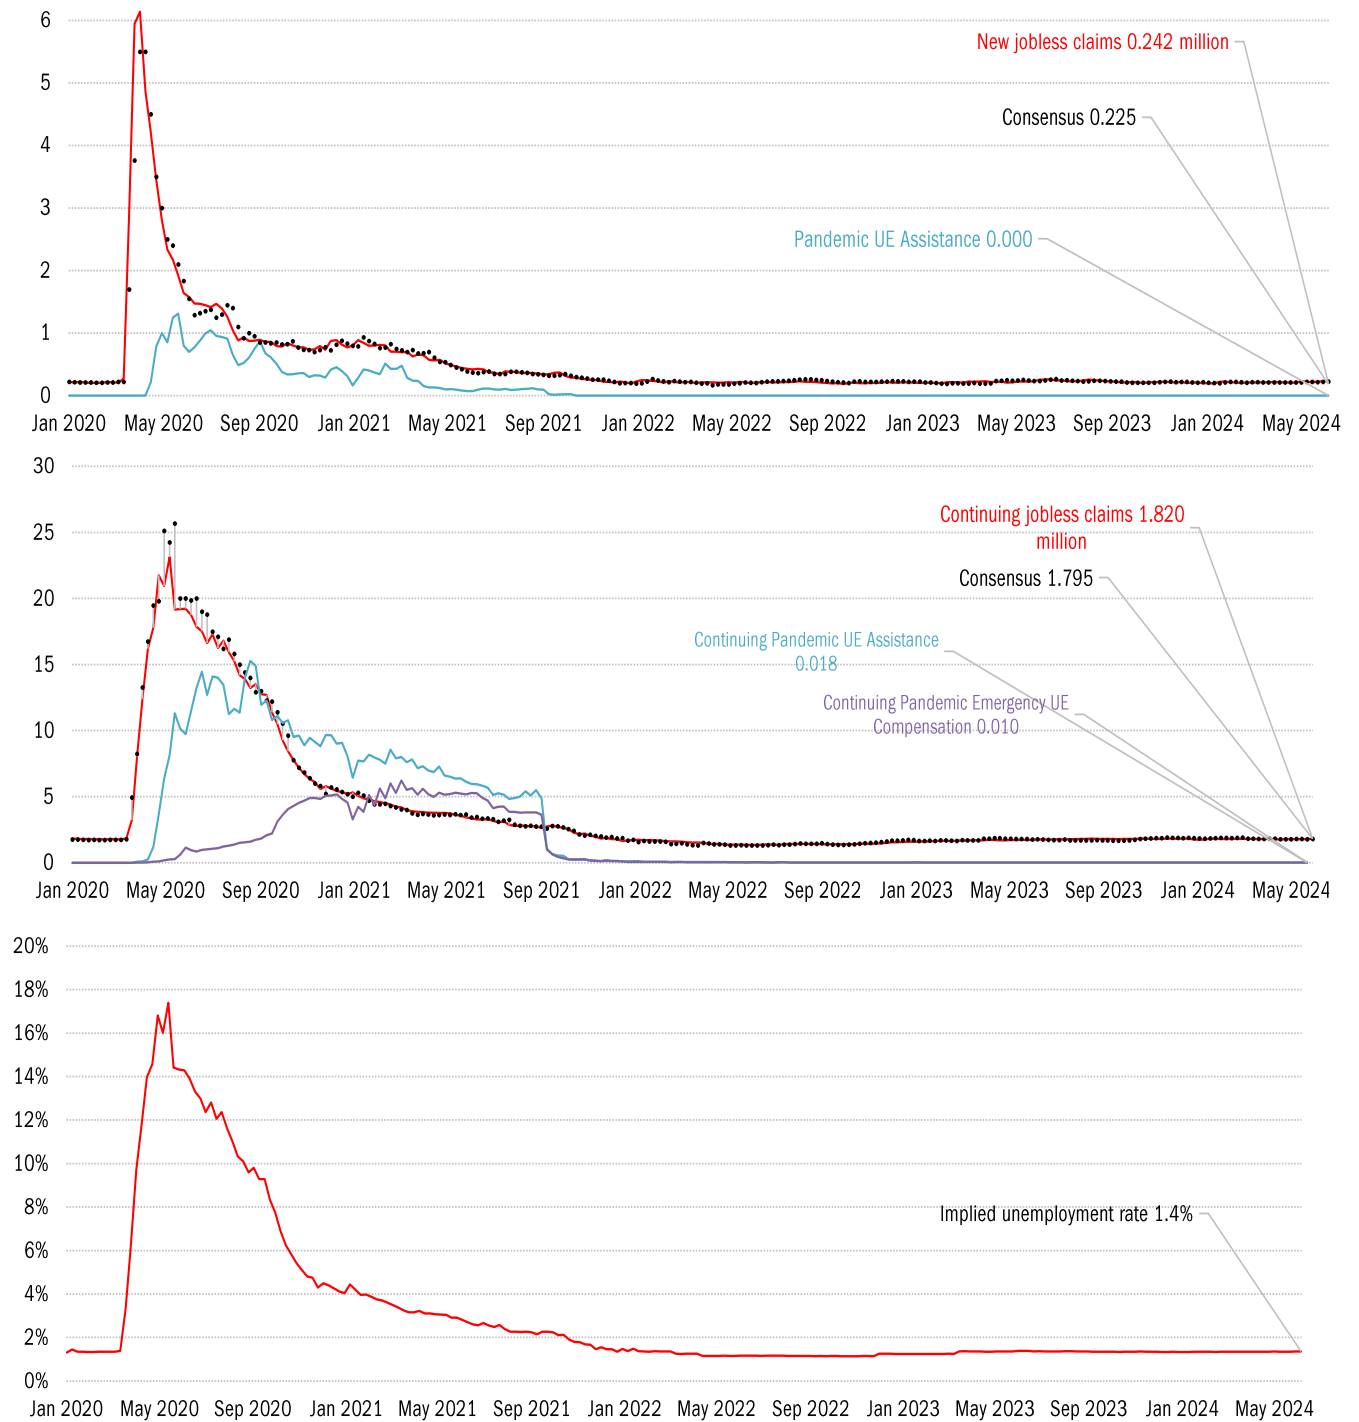 6
New jobless claims 0.242 million
5
Consensus 0.225
4
3
Pandemic UE Assistance 0.000
2
1
0
Jan 2020 May 2020 Sep 2020 Jan 2021 May 2021 Sep 2021 Jan 2022 May 2022 Sep 2022 Jan 2023 May 2023 Sep 2023 Jan 2024 May 2024
30
25
Continuing jobless claims 1.820
million
Consensus 1.795
20
Continuing Pandemic UE Assistance
0.018
15
Continuing Pandemic Emergency UE
Compensation 0.010
10
5
0
Jan 2020 May 2020 Sep 2020 Jan 2021 May 2021 Sep 2021 Jan 2022 May 2022 Sep 2022 Jan 2023 May 2023 Sep 2023 Jan 2024 May 2024
20%
18%
16%
14%
12%
10%
8%
Implied unemployment rate 1.4%
6%
4%
2%
0%
Jan 2020 May 2020 Sep 2020 Jan 2021 May 2021 Sep 2021 Jan 2022 May 2022 Sep 2022 Jan 2023 May 2023 Sep 2023 Jan 2024 May 2024